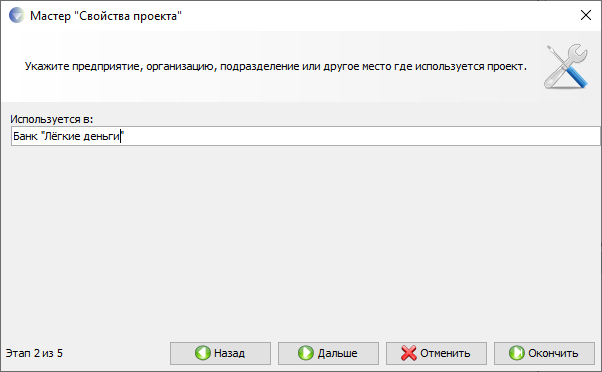 Мастер "Свойства проекта"
Укажите предприятие, организацию, подразделение или другое место где используется проект.
Используется в:
Банк "Лёгкие деньги"
Этап 2 из 5
Назад
Дальше
Отменить
Окончить